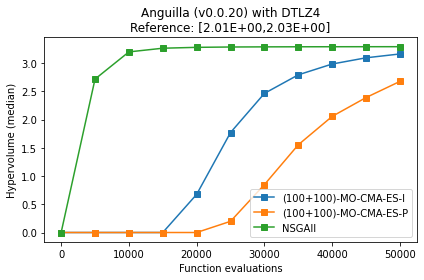 Anguilla (v0.0.20) with DTLZ4
Reference: [2.01E+00,2.03E+00]
Hypervolume (median)
3.0
2.5
2.0
1.5
1.0
0.5
0.0
(100+100)-MO-CMA-ES-I
(100+100)-MO-CMA-ES-P
NSGAII
0 10000 20000 30000 40000 50000
Function evaluations